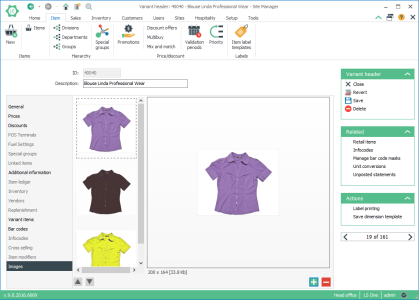 Variant header: 40040 - Blouse Linda Professional Wear - Site Manager
Home Item Sales Inventory Customers Users Sites Hospitality Setup Tools
New
Items
Items
Divisions
Departments
Groups
Hierarchy
Special groups
Promotions
Discount offers
Multibuy
Mix and match
Price/discount
Validation periods
Priority
Item label templates
Labels
ID: 40040
Description: Blouse Linda Professional Wear
General
Prices
Discounts
POS Terminals
Fuel Settings
Special groups
Linked items
Additional information
Item ledger
Inventory
Vendors
Replenishment
Variant items
Bar codes
Infocodes
Cross selling
Item modifiers
Images
200 x 164 [33.8 Kb]
Variant header
Close
Revert
Save
Delete
Related
Retail items
Infocodes
Manage bar code masks
Unit conversions
Unposted statements
Actions
Label printing
Save dimension template
19 of 161
Head office LS One admin